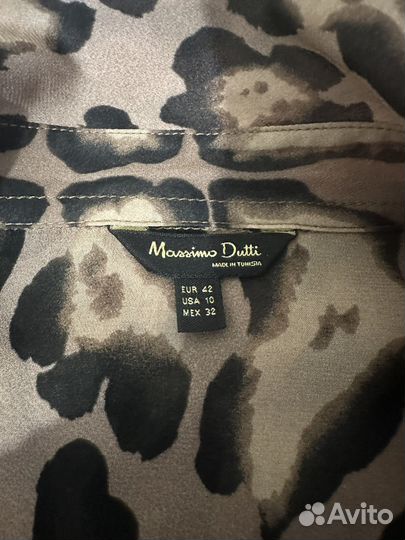 Massimo Dutti
MADE IN TUNISIA
EUR 42
USA 10
MEX 32
Avito